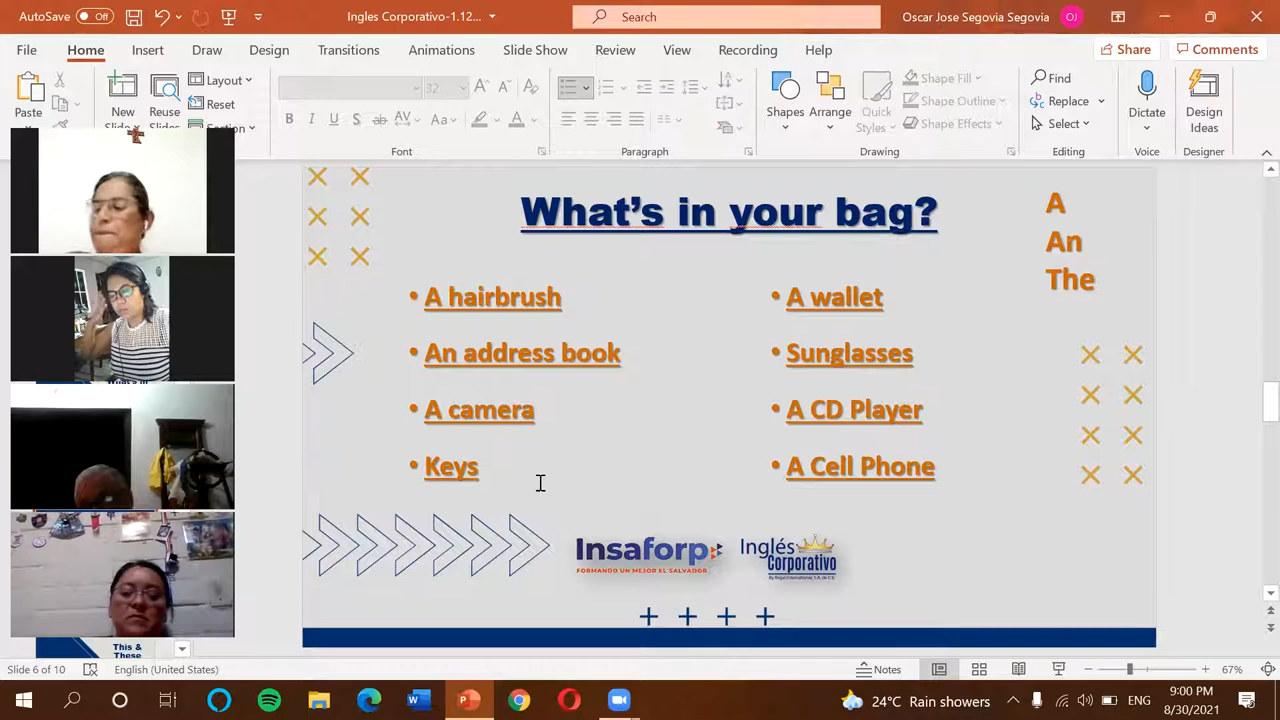 AutoSave Off
Ingles Corporativo-1.12...
Search
Oscar Jose Segovia Segovia OJ
File Home Insert Draw Design Transitions Animations Slide Show Review View Recording Help
Share Comments
Paste
New
Slide
Reuse
Slides
Layout
Reset
Section
32
Shapes
Arrange
Quick
Styles
Shape Fill
Shape Outline
Shape Effects
Find
Replace
Select
Dictate
Design
Ideas
Font Paragraph Drawing Editing Voice Designer
What's in your bag?
A
An
The
• A hairbrush
• An address book
• A camera
• Keys
• A wallet
• Sunglasses
• A CD Player
• A Cell Phone
Insaforp
FORMANDO UN MEJOR EL SALVADOR
Inglés
Corporativo
By Regal International, S.A. de C.V.
This &
These
Slide 6 of 10 English (United States)
Notes
67%
24°C Rain showers
ENG
9:00 PM
8/30/2021